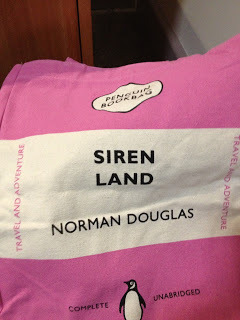 PENGUIN
BOOKBAG
SIREN
LAND
NORMAN DOUGLAS
TRAVEL AND ADVENTURE
TRAVEL AND ADVENTURE
COMPLETE UNABRIDGED